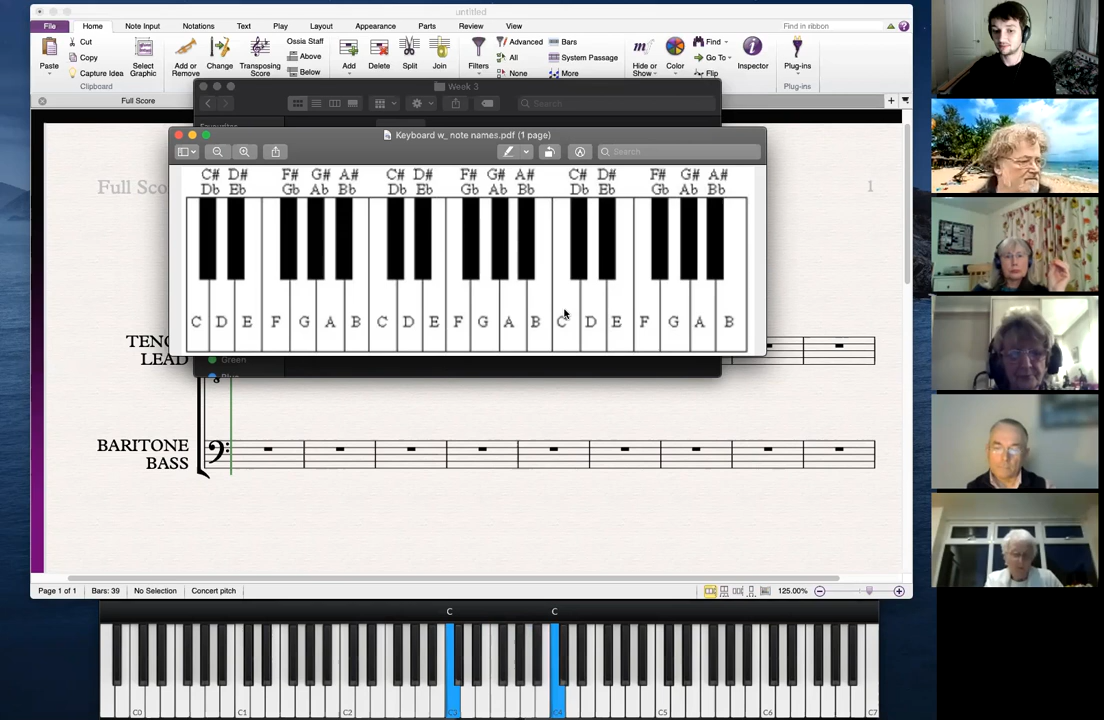 untitled
File Home Note Input Notations Text Play Layout Appearance Parts Review View Find in ribbon
Paste
Cut
Copy
Capture Idea
Clipboard
Select
Graphic
Add or
Remove
Change
Transposing
Score
Ossia Staff
Above
Below
Add
Delete
Split
Join
Filters
Advanced
All
None
Bars
System Passage
More
Hide or
Show
Color
Find
Go To
Flip
Inspector
Plug-ins
Plug-ins
Full Score
Week 3
Search
Keyboard w_ note names.pdf (1 page)
Search
C# D# F# G# A# C# D# F# G# A# C# D# F# G# A#
Db Eb Gb Ab Bb Db Eb Gb Ab Bb Db Eb Gb Ab Bb
C D E F G A B C D E F G A B C D E F G A B
Full Sco
1
Green
TENO
LEAD
8
BARITONE
BASS
Page 1 of 1 Bars: 39 No Selection Concert pitch 125.00%
C C
C0 C1 C2 C3 C4 C5 C6 C7